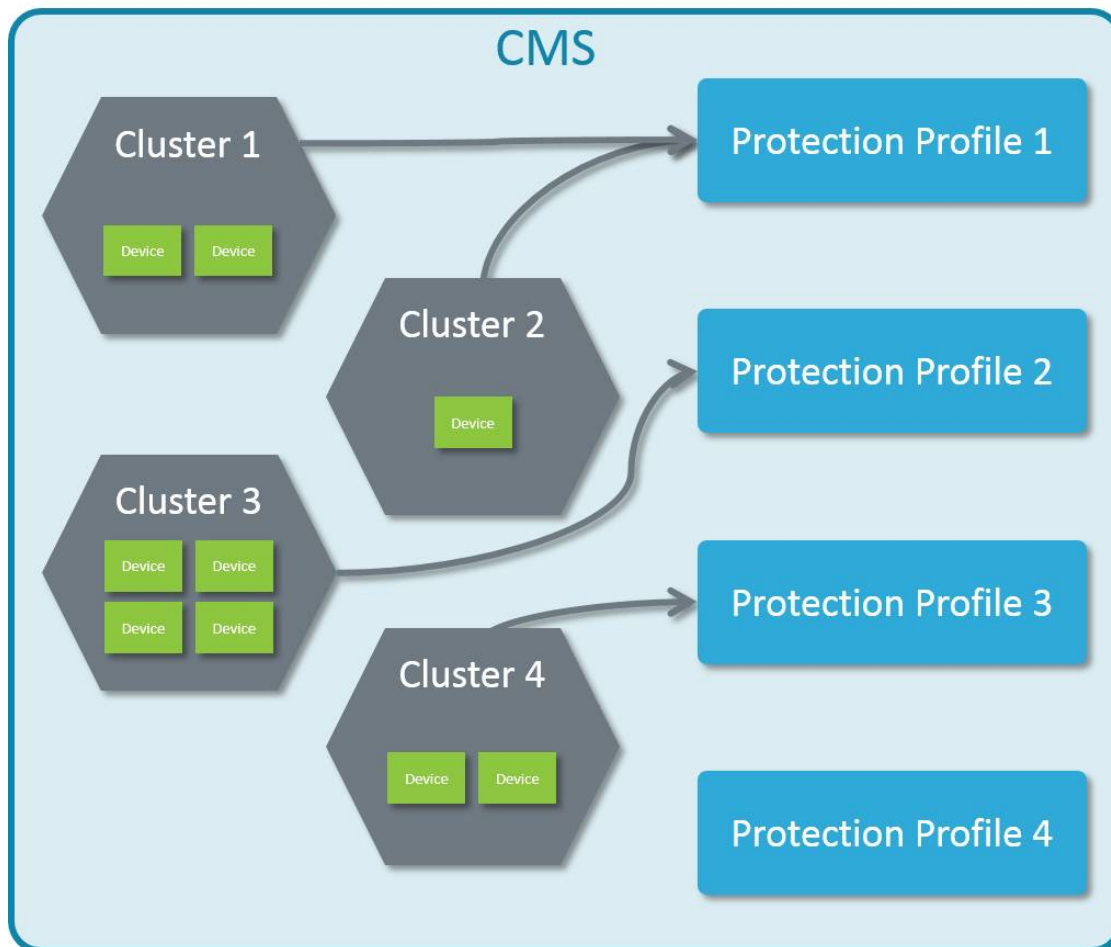 CMS
Cluster 1
Device
Device
Protection Profile 1
Cluster 2
Device
Protection Profile 2
Cluster 3
Device
Device
Device
Device
Protection Profile 3
Cluster 4
Device
Device
Protection Profile 4